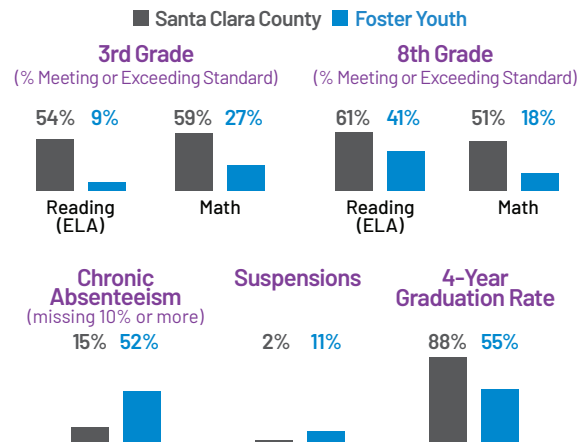 Santa Clara County Foster Youth
3rd Grade
(% Meeting or Exceeding Standard)
54% 9%
59% 27%
Reading
(ELA)
Math
8th Grade
(% Meeting or Exceeding Standard)
61% 41%
51% 18%
Reading
(ELA)
Math
Chronic
Absenteeism
(missing 10% or more)
15% 52%
Suspensions
2% 11%
4-Year
Graduation Rate
88% 55%